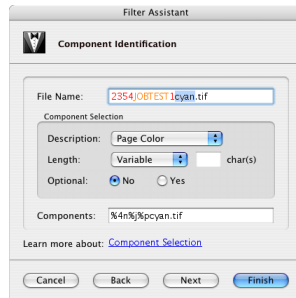 Filter Assistant
Component Identification
File Name: 2354JOBTEST1cyan.tif
Component Selection
Description: Page Color
Length: Variable char(s)
Optional: No Yes
Components: %4n%j%pcyan.tif
Learn more about: Component Selection
Cancel Back Next Finish